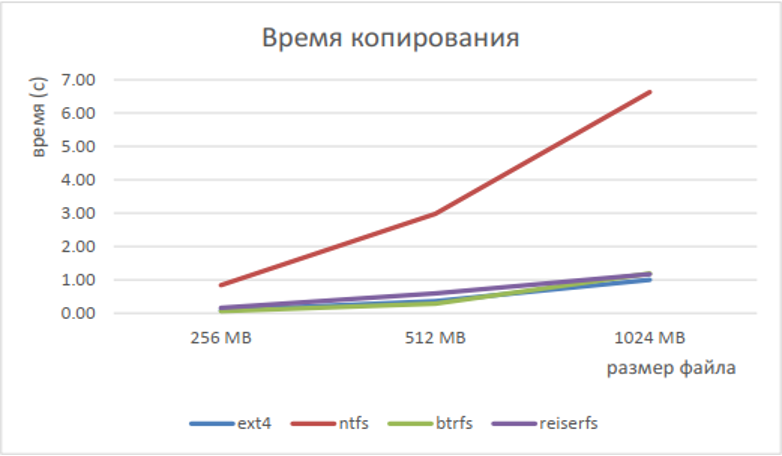 Время копирования
время (с)
7.00
6.00
5.00
4.00
3.00
2.00
1.00
0.00
256 MB 512 MB 1024 MB
размер файла
ext4 ntfs btrfs reiserfs